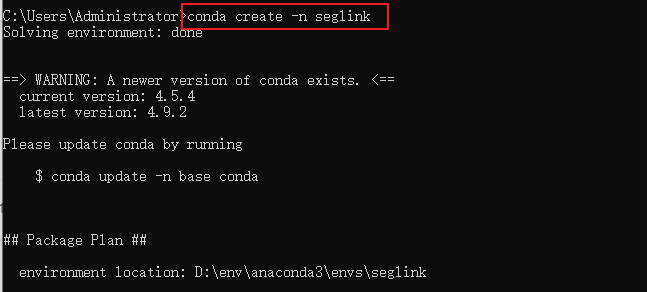 C:\Users\Administrator>conda create -n seglink
Solving environment: done
==> WARNING: A newer version of conda exists. <==
current version: 4.5.4
latest version: 4.9.2
Please update conda by running
$ conda update -n base conda
## Package Plan ##
environment location: D:\env\anaconda3\envs\seglink